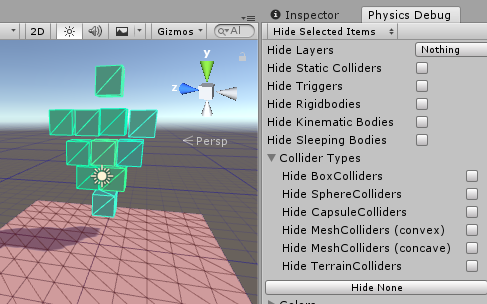 Inspector
Physics Debug
2D
Gizmos
All
Hide Selected Items
y
z
Persp
Hide Layers
Nothing
Hide Static Colliders
Hide Triggers
Hide Rigidbodies
Hide Kinematic Bodies
Hide Sleeping Bodies
Collider Types
Hide BoxColliders
Hide SphereColliders
Hide CapsuleColliders
Hide MeshColliders (convex)
Hide MeshColliders (concave)
Hide TerrainColliders
Hide None
Colors